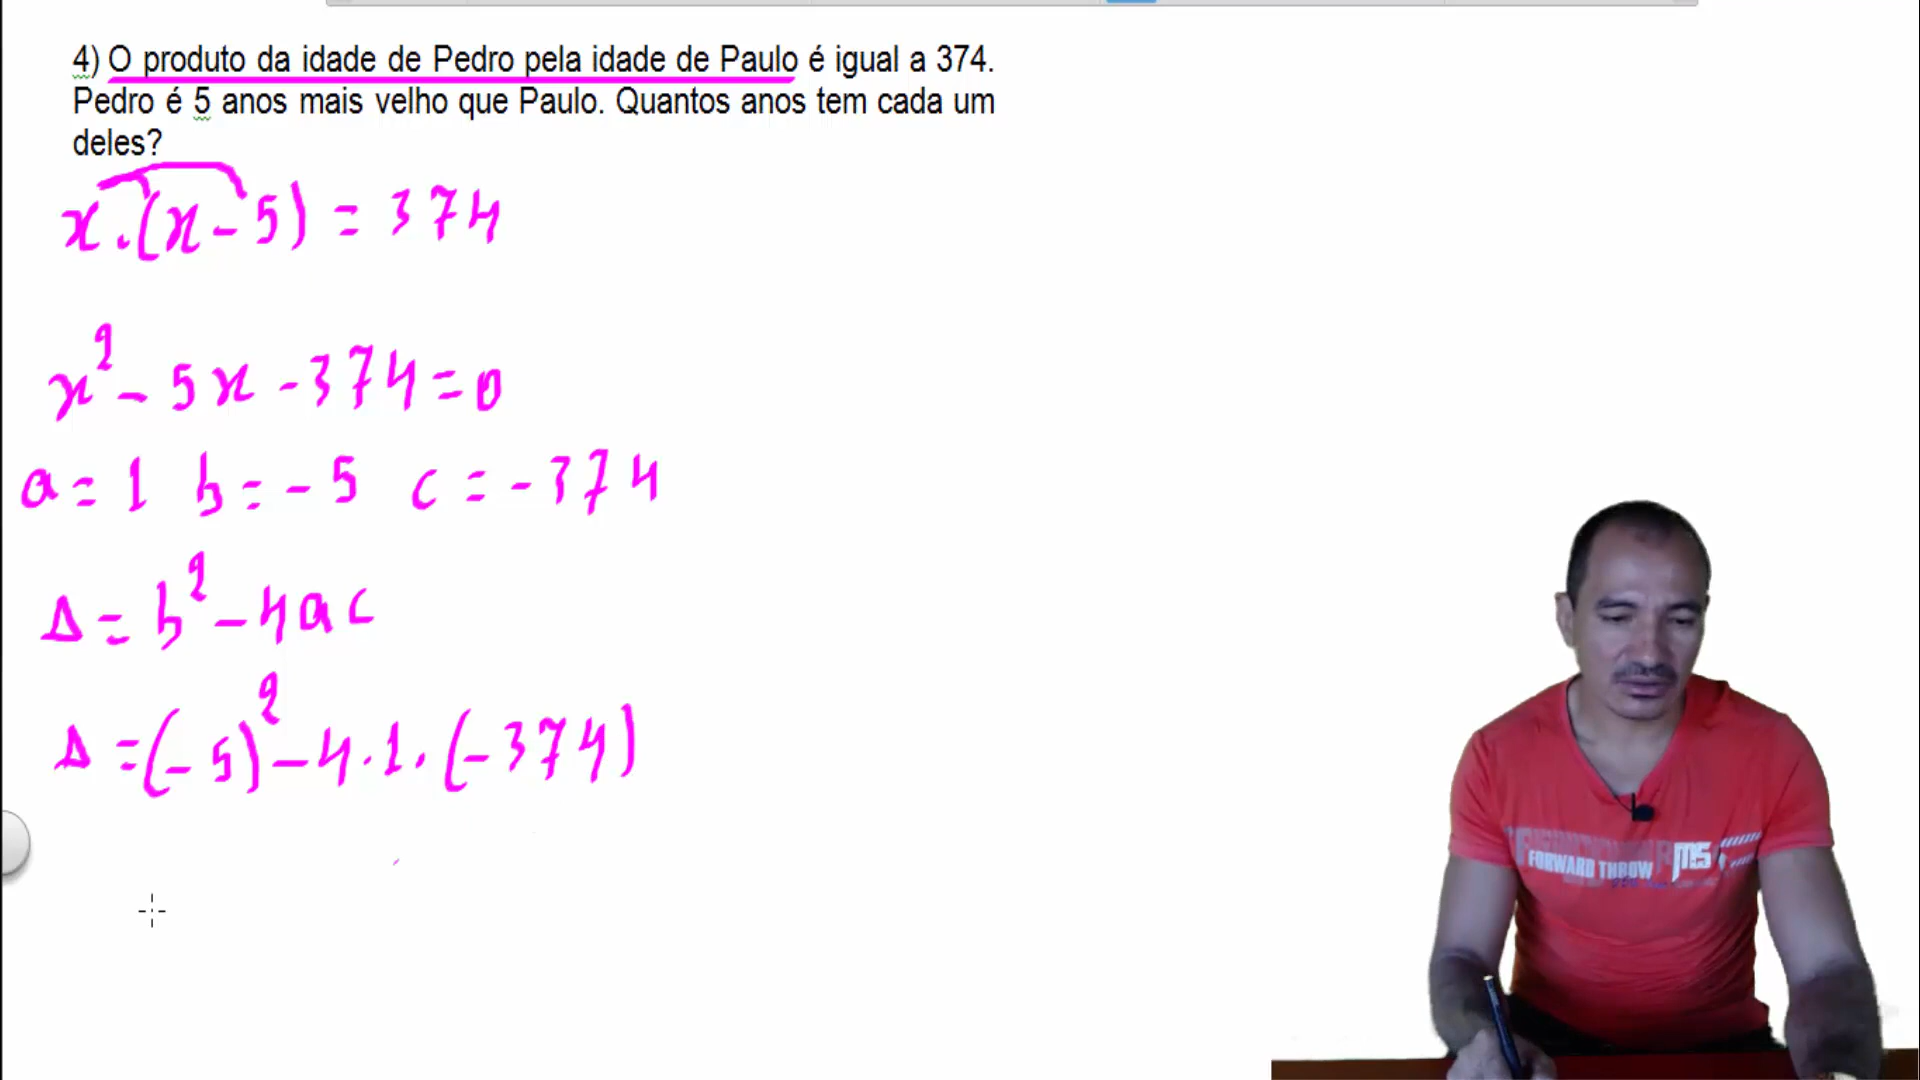 4) O produto da idade de Pedro pela idade de Paulo é igual a 374.
Pedro é 5 anos mais velho que Paulo. Quantos anos tem cada um
deles?
x.(x-5) = 374
x² - 5x - 374 = 0
a = 1 b = -5 c = -374
Δ = b² - 4ac
Δ = (-5)² - 4.1.(-374)
FORWARD THROW
MS